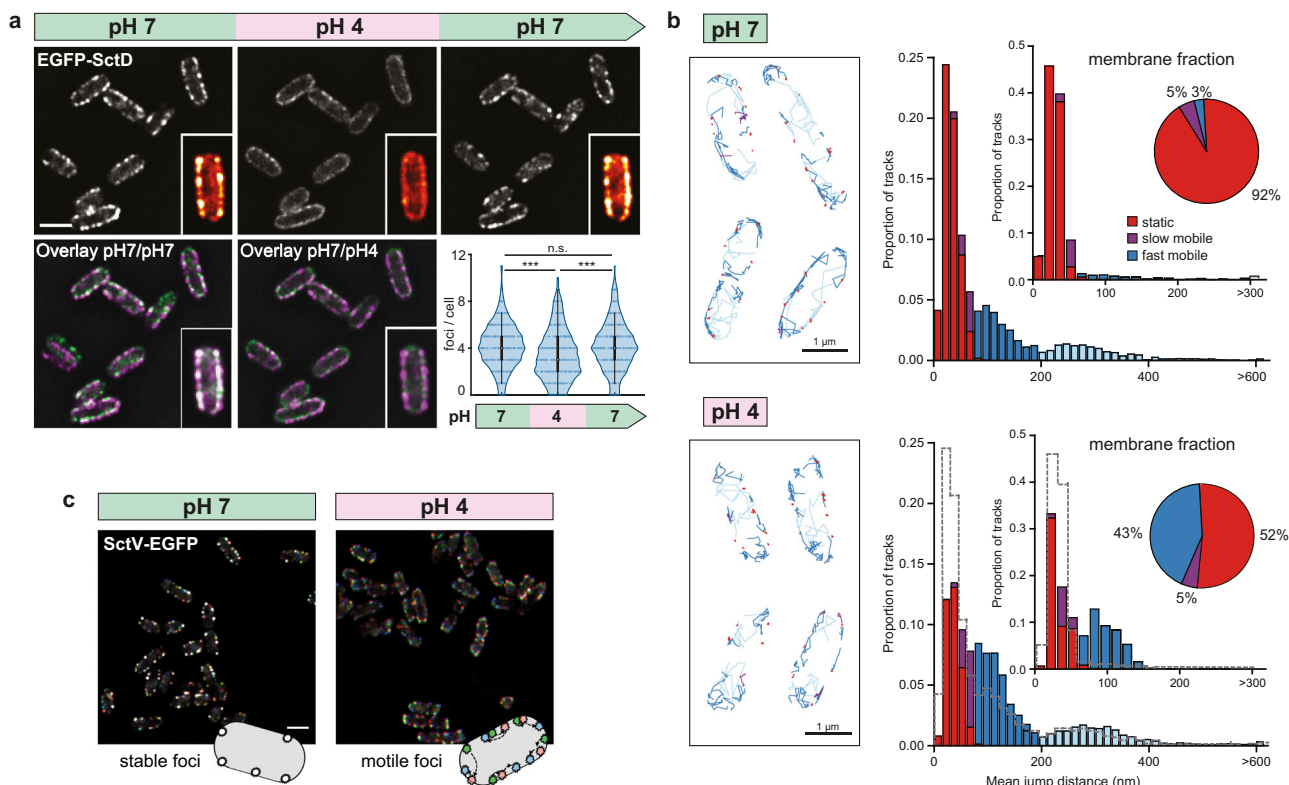 a
pH 7
pH 4
pH 7
EGFP-SctD
Overlay pH7/pH7
Overlay pH7/pH4
n.s.
*** ***
foci / cell
12
8
4
0
pH 7 4 7
b
pH 7
1 µm
Proportion of tracks
0.25
0.20
0.15
0.10
0.05
0.00
0 200 400 >600
Proportion of tracks
0.5
0.4
0.3
0.2
0.1
0.0
0 100 200 >300
membrane fraction
5% 3%
92%
static
slow mobile
fast mobile
pH 4
1 µm
Proportion of tracks
0.25
0.20
0.15
0.10
0.05
0.00
0 200 400 >600
Mean jump distance (nm)
Proportion of tracks
0.5
0.4
0.3
0.2
0.1
0.0
0 100 200 >300
membrane fraction
43%
52%
5%
c
pH 7
pH 4
SctV-EGFP
stable foci
motile foci